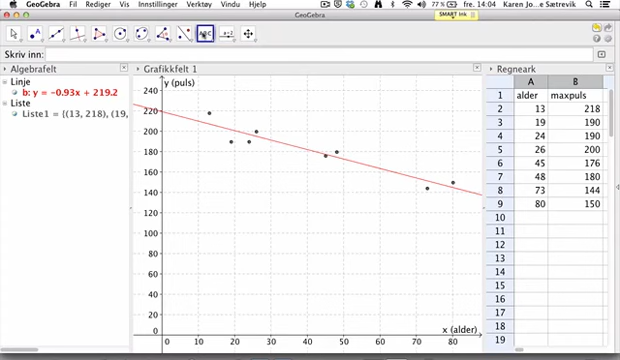 GeoGebra Fil Rediger Vis Innstillinger Verktøy Vindu Hjelp 77 % fre. 14:04 Karen Jo...e Sætrevik
GeoGebra
SMART Ink
ABC a=2
Skriv inn:
Algebrafelt
Grafikkfelt 1
Regneark
Linje
b: y = -0.93x + 219.2
Liste
Liste1 = {(13, 218), (19,
y (puls)
240
220
200
180
160
140
120
100
80
60
40
20
0
0 10 20 30 40 50 60 70 80
x (alder)
A B
1 alder maxpuls
2 13 218
3 19 190
4 24 190
5 26 200
6 45 176
7 48 180
8 73 144
9 80 150
10
11
12
13
14
15
16
17
18
19